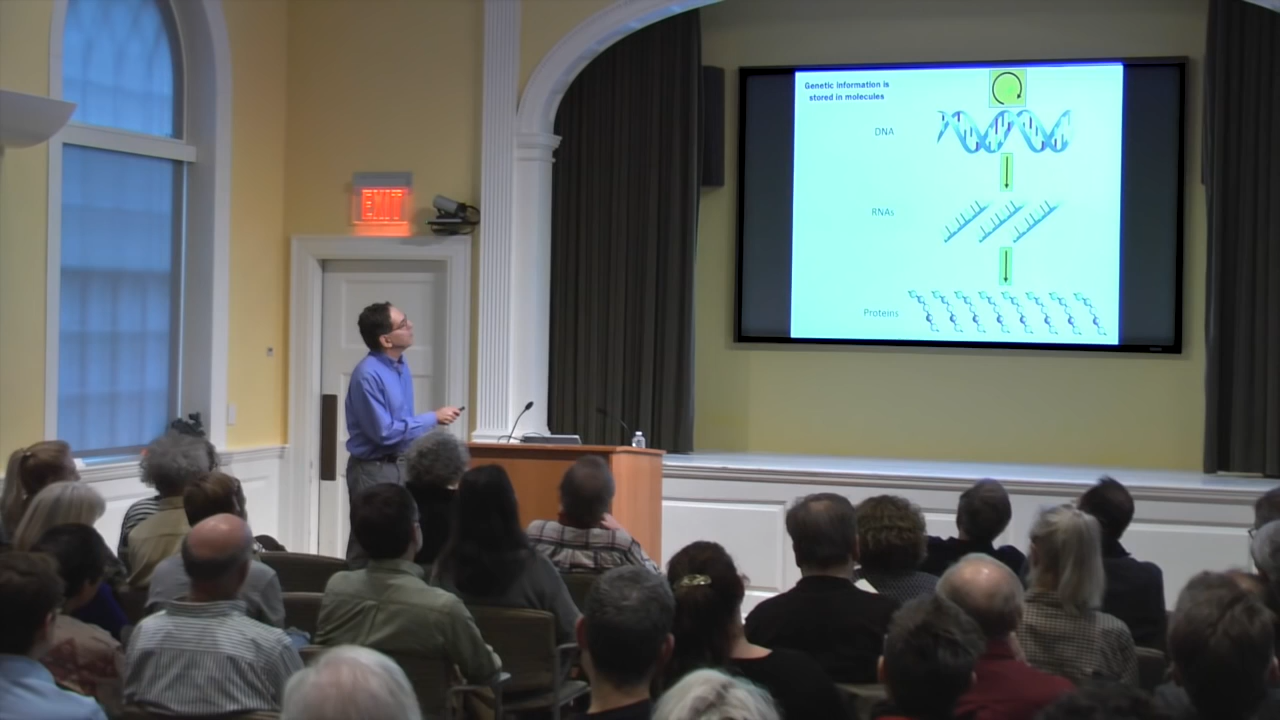 Genetic information is
stored in molecules
DNA
EXIT
RNAs
Proteins